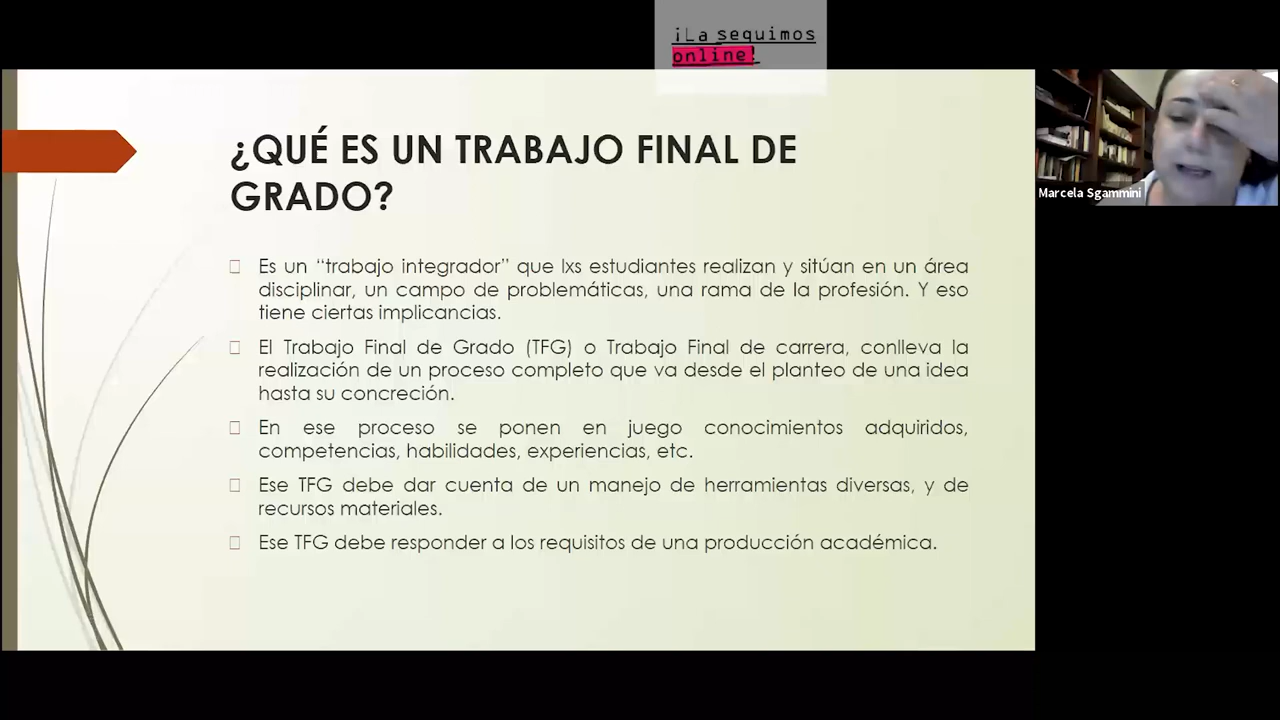 ¡La seguimos
online!
¿QUÉ ES UN TRABAJO FINAL DE
GRADO?
Es un “trabajo integrador” que lxs estudiantes realizan y sitúan en un área
disciplinar, un campo de problemáticas, una rama de la profesión. Y eso
tiene ciertas implicancias.
El Trabajo Final de Grado (TFG) o Trabajo Final de carrera, conlleva la
realización de un proceso completo que va desde el planteo de una idea
hasta su concreción.
En ese proceso se ponen en juego conocimientos adquiridos,
competencias, habilidades, experiencias, etc.
Ese TFG debe dar cuenta de un manejo de herramientas diversas, y de
recursos materiales.
Ese TFG debe responder a los requisitos de una producción académica.
Marcela Sgammini